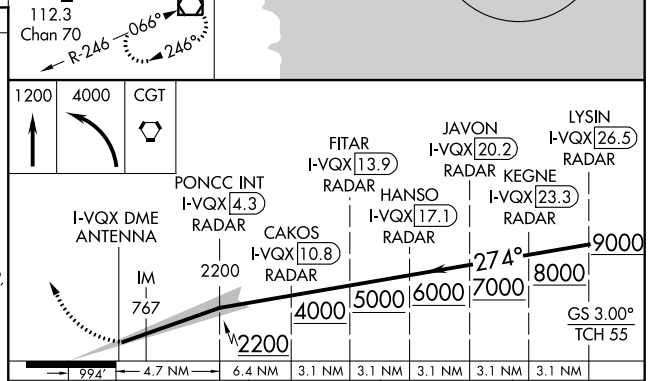 112.3
Chan 70
R-246
066°
246°
1200
4000
CGT
LYSIN
I-VQX 26.5
RADAR
JAVON
I-VQX 20.2
RADAR
FITAR
I-VQX 13.9
RADAR
KEGNE
I-VQX 23.3
RADAR
HANSO
I-VQX 17.1
RADAR
PONCC INT
I-VQX 4.3
RADAR
CAKOS
I-VQX 10.8
RADAR
I-VQX DME
ANTENNA
IM
767
2200
2200
4000
5000
6000
7000
8000
9000
274°
GS 3.00°
TCH 55
994'
4.7 NM
6.4 NM
3.1 NM
3.1 NM
3.1 NM
3.1 NM
3.1 NM